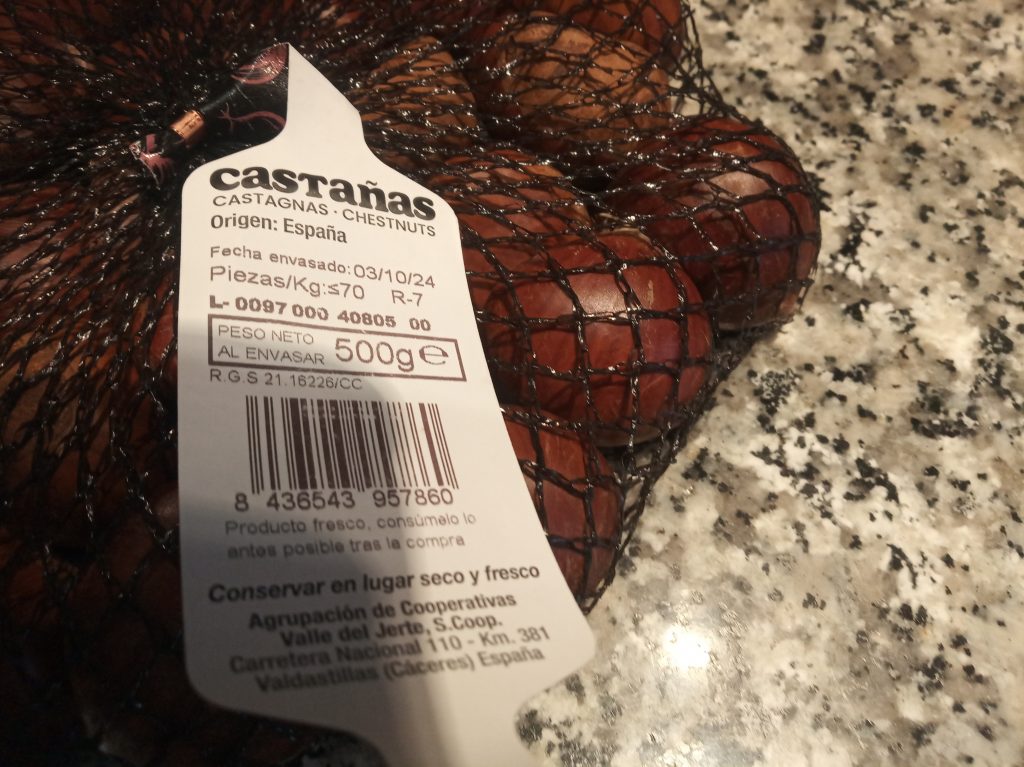 castañas
CASTAGNAS · CHESTNUTS
Origen: España
Fecha envasado: 03/10/24
Piezas/Kg:≤70 R-7
L- 0097 000 40805 00
PESO NETO
AL ENVASAR 500g ℮
R.G.S 21.16226/CC
8 436543 957860
Producto fresco, consúmelo lo
antes posible tras la compra
Conservar en lugar seco y fresco
Agrupación de Cooperativas
Valle del Jerte, S.Coop.
Carretera Nacional 110 - Km. 381
Valdastillas (Cáceres) España